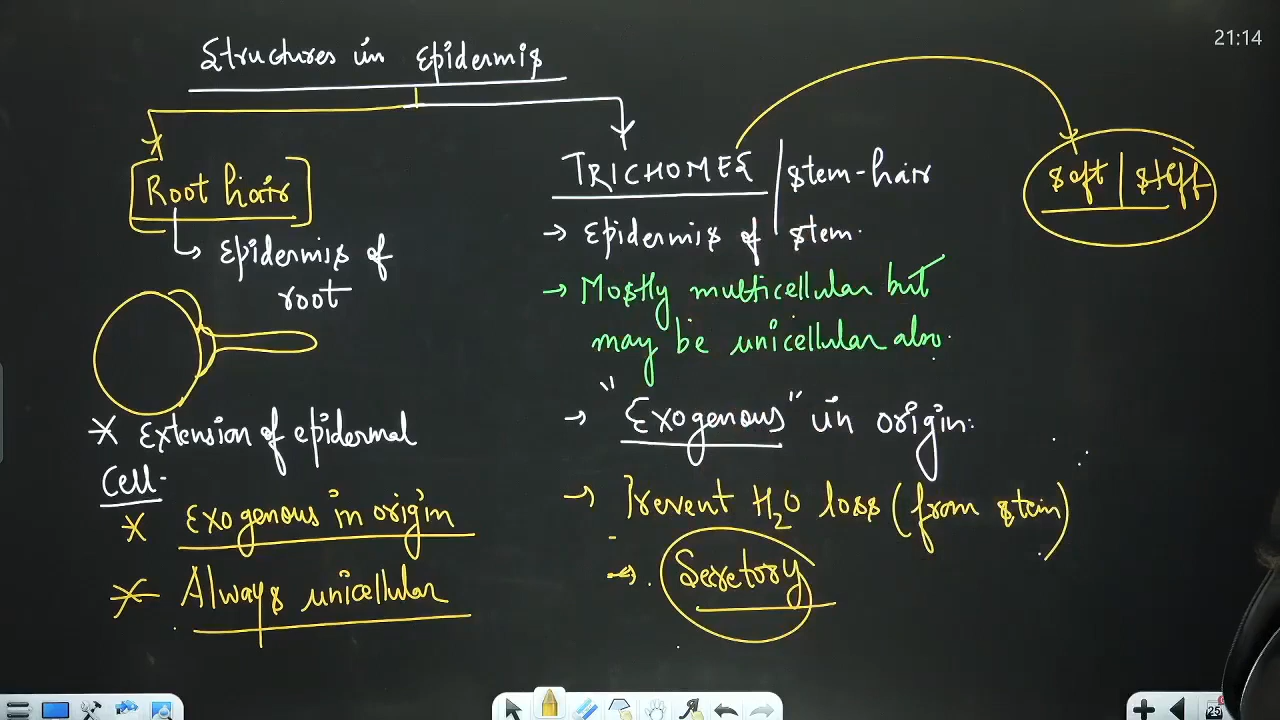 21:14
Structures in epidermis
Root hair
Epidermis of
root
* Extension of epidermal
Cell.
* Exogenous in origin
* Always unicellular
TRICHOMES / stem-hair
→ Epidermis of stem.
→ Mostly multicellular but
may be unicellular also.
→ "Exogenous" in origin.
→ Prevent H2O loss (from stem)
→ Secretory
soft | stiff
25